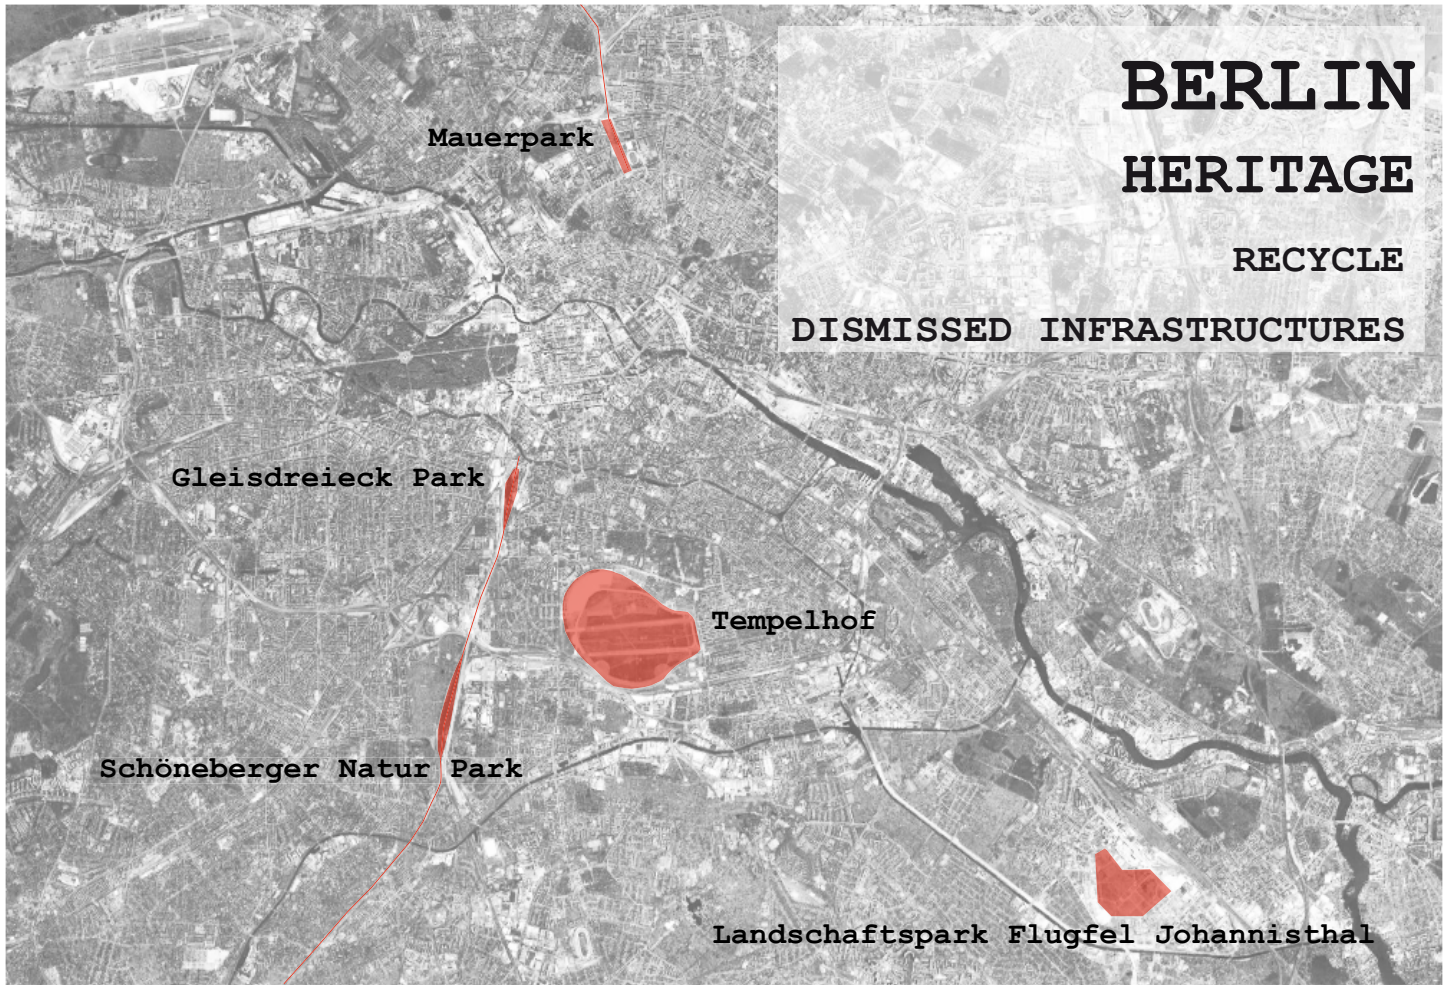 BERLIN
HERITAGE
RECYCLE
DISMISSED INFRASTRUCTURES
Mauerpark
Gleisdreieck Park
Tempelhof
Schöneberger Natur Park
Landschaftspark Flugfel Johannisthal